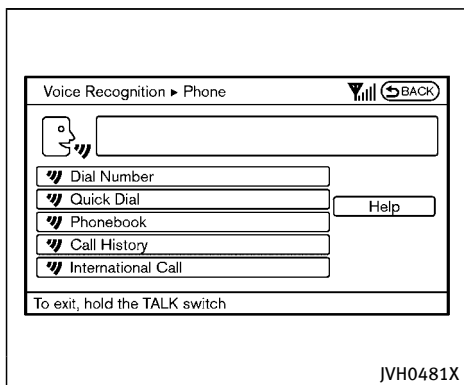 Voice Recognition ▸ Phone BACK
Dial Number
Quick Dial
Help
Phonebook
Call History
International Call
To exit, hold the TALK switch
JVH0481X